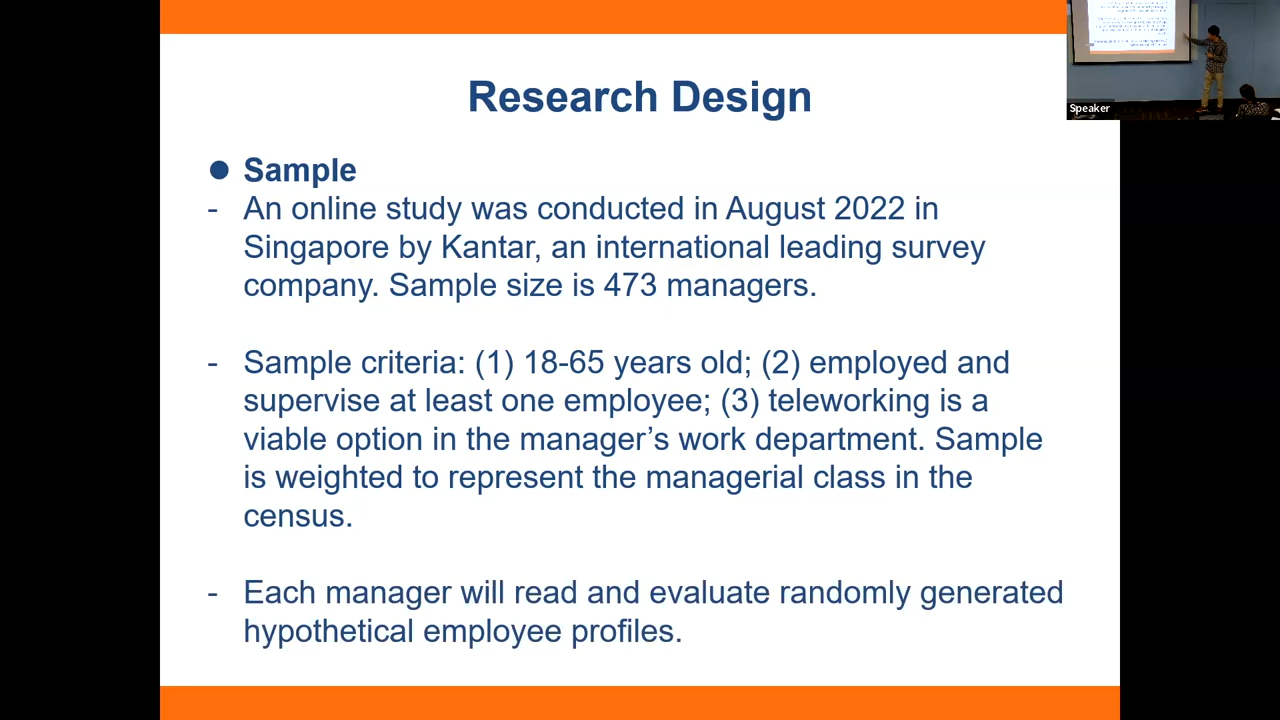 Research Design
● Sample
- An online study was conducted in August 2022 in
Singapore by Kantar, an international leading survey
company. Sample size is 473 managers.
- Sample criteria: (1) 18-65 years old; (2) employed and
supervise at least one employee; (3) teleworking is a
viable option in the manager’s work department. Sample
is weighted to represent the managerial class in the
census.
- Each manager will read and evaluate randomly generated
hypothetical employee profiles.
Speaker